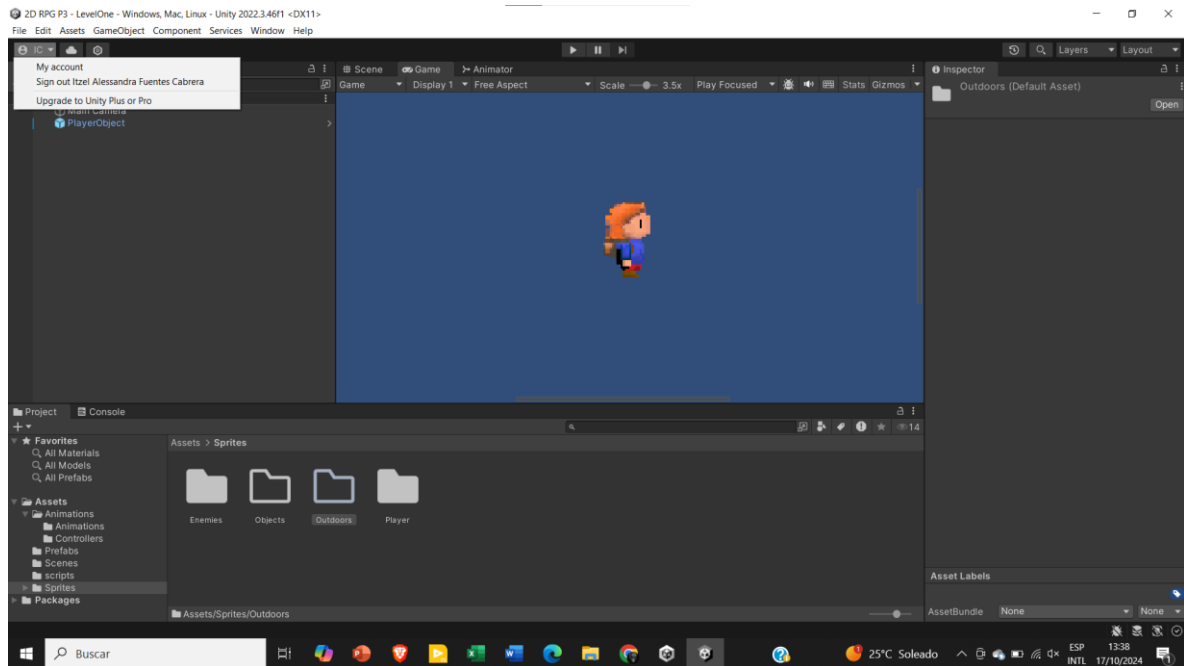 2D RPG P3 - LevelOne - Windows, Mac, Linux - Unity 2022.3.46f1 <DX11>
File Edit Assets GameObject Component Services Window Help
IC
Layers Layout
My account
Sign out Itzel Alessandra Fuentes Cabrera
Upgrade to Unity Plus or Pro
Main Camera
PlayerObject
Scene Game Animator
Game Display 1 Free Aspect Scale 3.5x Play Focused Stats Gizmos
Inspector
Outdoors (Default Asset)
Open
Project Console
14
Favorites
All Materials
All Models
All Prefabs
Assets
Animations
Animations
Controllers
Prefabs
Scenes
scripts
Sprites
Packages
Assets > Sprites
Enemies Objects Outdoors Player
Assets/Sprites/Outdoors
Asset Labels
AssetBundle None None
Buscar
25°C Soleado
ESP
INTL
13:38
17/10/2024